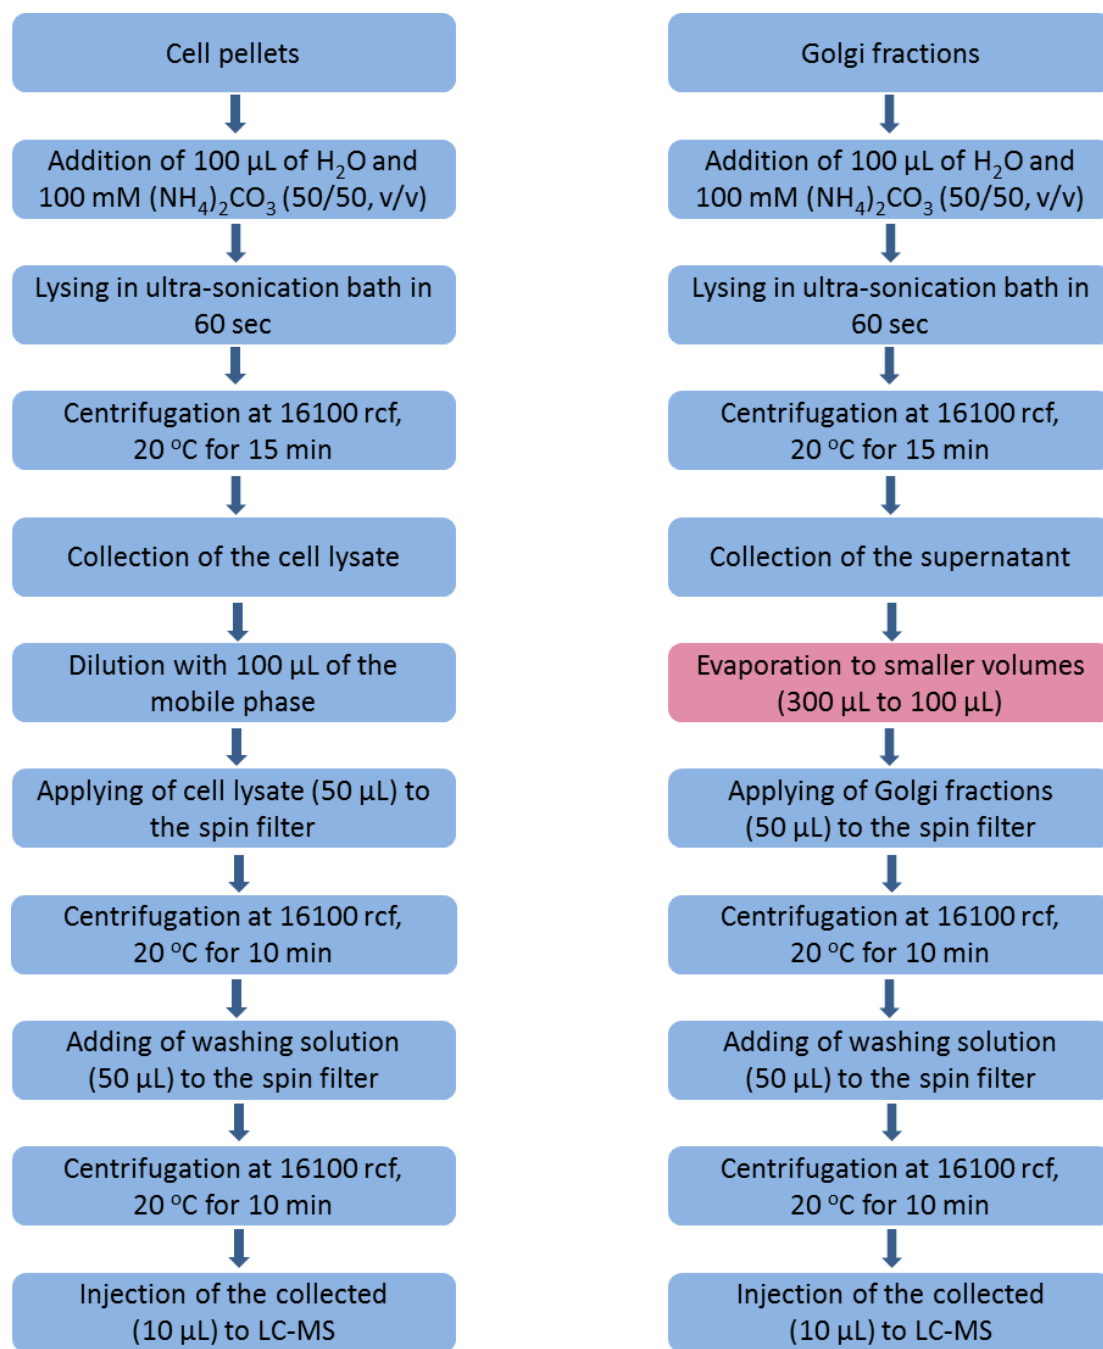 Cell pellets
Addition of 100 µL of H₂O and
100 mM (NH₄)₂CO₃ (50/50, v/v)
Lysing in ultra-sonication bath in
60 sec
Centrifugation at 16100 rcf,
20 ᵒC for 15 min
Collection of the cell lysate
Dilution with 100 µL of the
mobile phase
Applying of cell lysate (50 µL) to
the spin filter
Centrifugation at 16100 rcf,
20 ᵒC for 10 min
Adding of washing solution
(50 µL) to the spin filter
Centrifugation at 16100 rcf,
20 ᵒC for 10 min
Injection of the collected
(10 µL) to LC-MS
Golgi fractions
Addition of 100 µL of H₂O and
100 mM (NH₄)₂CO₃ (50/50, v/v)
Lysing in ultra-sonication bath in
60 sec
Centrifugation at 16100 rcf,
20 ᵒC for 15 min
Collection of the supernatant
Evaporation to smaller volumes
(300 µL to 100 µL)
Applying of Golgi fractions
(50 µL) to the spin filter
Centrifugation at 16100 rcf,
20 ᵒC for 10 min
Adding of washing solution
(50 µL) to the spin filter
Centrifugation at 16100 rcf,
20 ᵒC for 10 min
Injection of the collected
(10 µL) to LC-MS